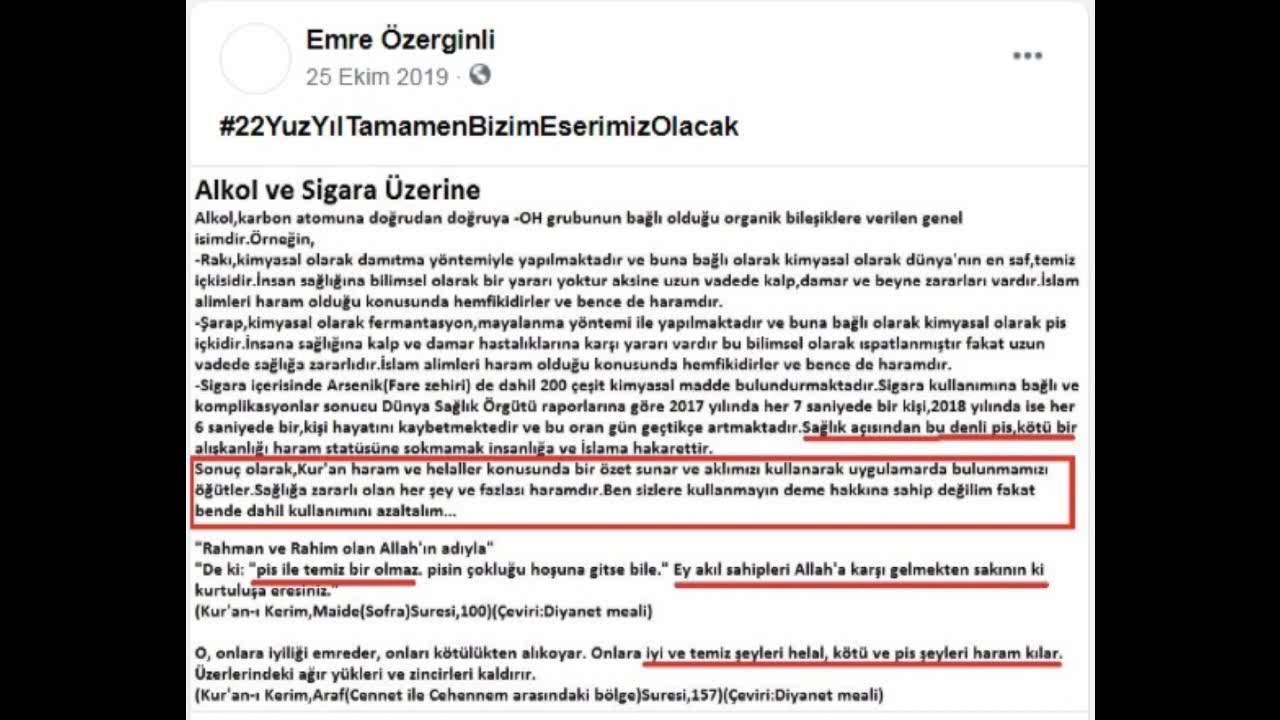 Emre Özerginli
25 Ekim 2019 ·
#22YuzYılTamamenBizimEserimizOlacak
Alkol ve Sigara Üzerine
Alkol,karbon atomuna doğrudan doğruya -OH grubunun bağlı olduğu organik bileşiklere verilen genel
isimdir.Örneğin,
-Rakı,kimyasal olarak damıtma yöntemiyle yapılmaktadır ve buna bağlı olarak kimyasal olarak dünya'nın en saf,temiz
içkisidir.İnsan sağlığına bilimsel olarak bir yararı yoktur aksine uzun vadede kalp,damar ve beyne zararları vardır.İslam
alimleri haram olduğu konusunda hemfikidirler ve bence de haramdır.
-Şarap,kimyasal olarak fermantasyon,mayalanma yöntemi ile yapılmaktadır ve buna bağlı olarak kimyasal olarak pis
içkidir.İnsana sağlığına kalp ve damar hastalıklarına karşı yararı vardır bu bilimsel olarak ıspatlanmıştır fakat uzun
vadede sağlığa zararlıdır.İslam alimleri haram olduğu konusunda hemfikidirler ve bence de haramdır.
-Sigara içerisinde Arsenik(Fare zehiri) de dahil 200 çeşit kimyasal madde bulundurmaktadır.Sigara kullanımına bağlı ve
komplikasyonlar sonucu Dünya Sağlık Örgütü raporlarına göre 2017 yılında her 7 saniyede bir kişi,2018 yılında ise her
6 saniyede bir,kişi hayatını kaybetmektedir ve bu oran gün geçtikçe artmaktadır.Sağlık açısından bu denli pis,kötü bir
alışkanlığı haram statüsüne sokmamak insanlığa ve İslama hakarettir.
Sonuç olarak,Kur'an haram ve helaller konusunda bir özet sunar ve aklımızı kullanarak uygulamarda bulunmamızı
öğütler.Sağlığa zararlı olan her şey ve fazlası haramdır.Ben sizlere kullanmayın deme hakkına sahip değilim fakat
bende dahil kullanımını azaltalım...
"Rahman ve Rahim olan Allah'ın adıyla"
"De ki: "pis ile temiz bir olmaz. pisin çokluğu hoşuna gitse bile." Ey akıl sahipleri Allah'a karşı gelmekten sakının ki
kurtuluşa eresiniz."
(Kur'an-ı Kerim,Maide(Sofra)Suresi,100)(Çeviri:Diyanet meali)
O, onlara iyiliği emreder, onları kötülükten alıkoyar. Onlara iyi ve temiz şeyleri helal, kötü ve pis şeyleri haram kılar.
Üzerlerindeki ağır yükleri ve zincirleri kaldırır.
(Kur'an-ı Kerim,Araf(Cennet ile Cehennem arasındaki bölge)Suresi,157)(Çeviri:Diyanet meali)